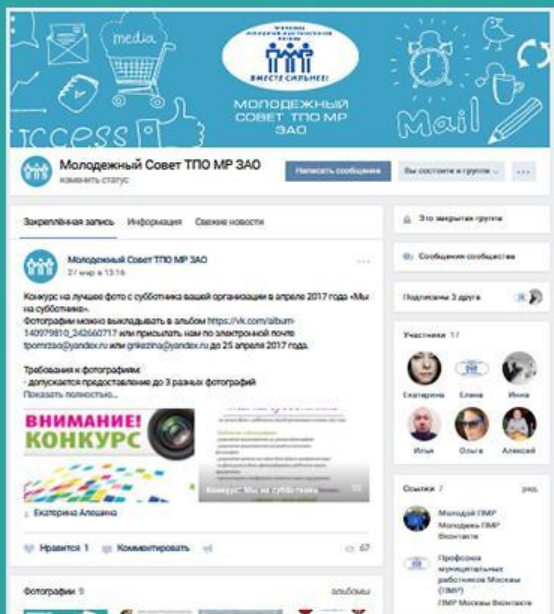 media
ВМЕСТЕ СИЛЬНЕЕ!
МОЛОДЕЖНЫЙ
СОВЕТ ТПО МР
ЗАО
Mail
Молодежный Совет ТПО МР ЗАО
изменить статус
Написать сообщение
Вы состоите в группе
Закреплённая запись Информация Свежие новости
Молодежный Совет ТПО МР ЗАО
27 мар в 13:16
Конкурс на лучшее фото с субботника вашей организации в апреле 2017 года «Мы
на субботнике».
Фотографии можно выкладывать в альбом https://vk.com/album-
140979810_242660717 или присылать нам по электронной почте
tpomrzao@yandex.ru или grikezina@yandex.ru до 25 апреля 2017 года.
Требования к фотографиям:
- допускается предоставление до 3 разных фотографий
Показать полностью...
ВНИМАНИЕ!
КОНКУРС
Конкурс: Мы на субботнике
Екатерина Алешина
Нравится 1 Комментировать
67
Фотографии 9 альбомы
Это закрытая группа
Сообщения сообщества
Подписаны 3 друга
Участники 17
Екатерина Елена Инна
Илья Ольга Алексей
Ссылки 7 ред.
Молодой ПМР
Молодежь ПМР
Вконтакте
Профсоюз
муниципальных
работников Москвы
(ПМР)
ПМР Москвы Вконтакте